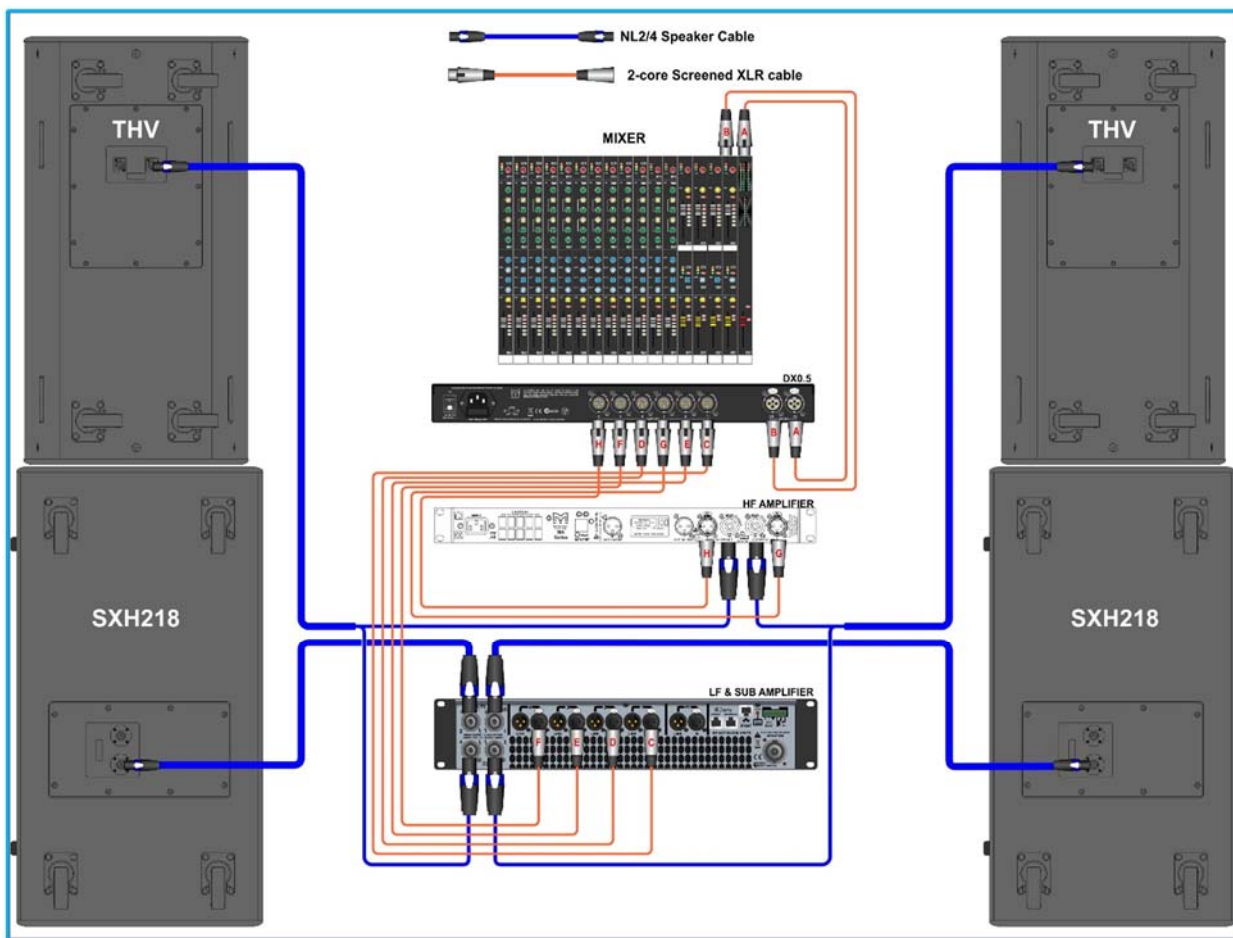 NL2/4 Speaker Cable
2-core Screened XLR cable
THV
THV
B A
MIXER
DX0.5
H F D G E C B A
HF AMPLIFIER
H G
SXH218
SXH218
LF & SUB AMPLIFIER
F E D C